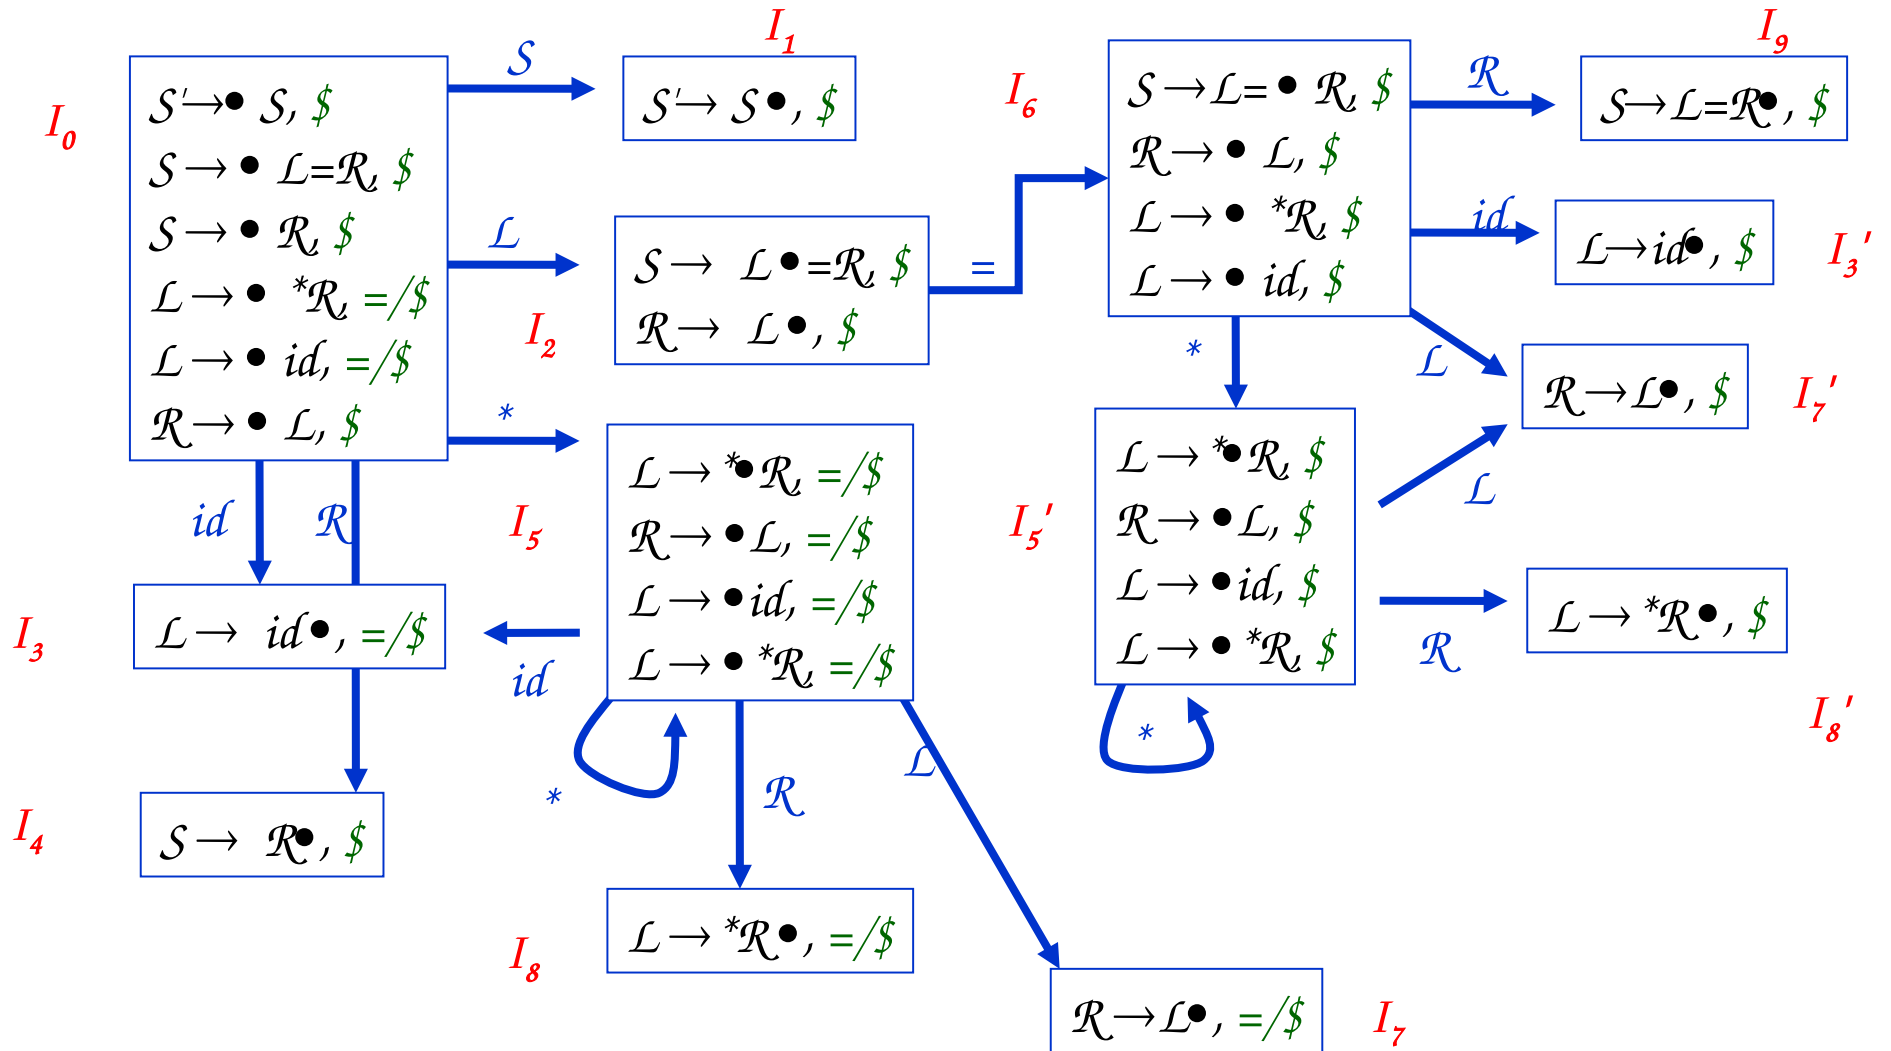 I₀
S'→• S, $
S → • L=R, $
S → • R, $
L → • *R, =/$
L → • id, =/$
R → • L, $
S
L
*
id
R
I₁
S'→ S •, $
I₂
S → L •=R, $
R → L •, $
=
I₃
L → id •, =/$
I₄
S → R•, $
I₅
L → *•R, =/$
R → •L, =/$
L → •id, =/$
L → • *R, =/$
id
*
R
L
I₈
L → *R •, =/$
I₇
R → L•, =/$
I₆
S → L= • R, $
R → • L, $
L → • *R, $
L → • id, $
R
id
L
*
I₉
S→L=R•, $
I₃'
L→id•, $
I₇'
R→L•, $
I₅'
L → *•R, $
R → •L, $
L → •id, $
L → • *R, $
L
R
*
I₈'
L → *R •, $